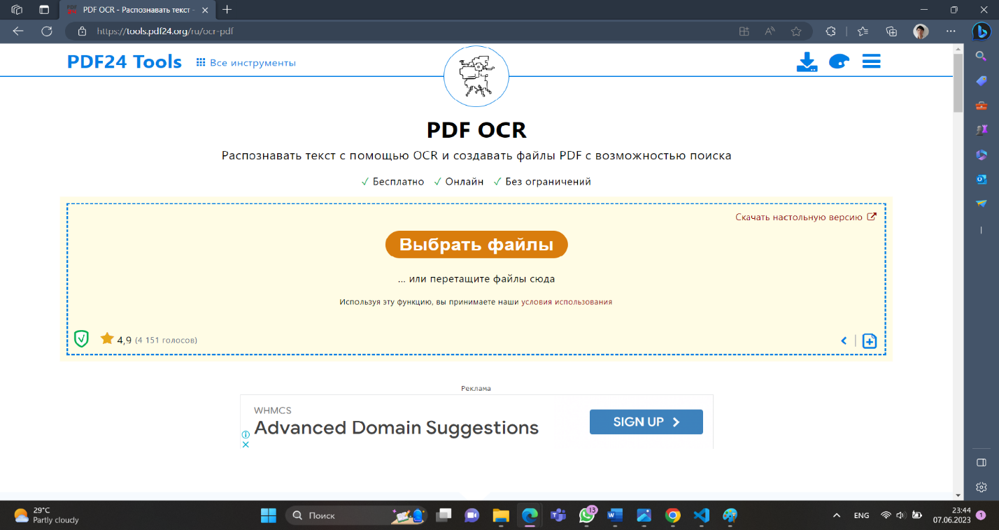 PDF OCR - Распознавать текст -
https://tools.pdf24.org/ru/ocr-pdf
PDF24 Tools
Все инструменты
PDF OCR
Распознавать текст с помощью OCR и создавать файлы PDF с возможностью поиска
✓ Бесплатно ✓ Онлайн ✓ Без ограничений
Скачать настольную версию
Выбрать файлы
... или перетащите файлы сюда
Используя эту функцию, вы принимаете наши условия использования
4,9 (4 151 голосов)
Реклама
WHMCS
Advanced Domain Suggestions
SIGN UP
29°C
Partly cloudy
Поиск
13
ENG
23:44
07.06.2023
1